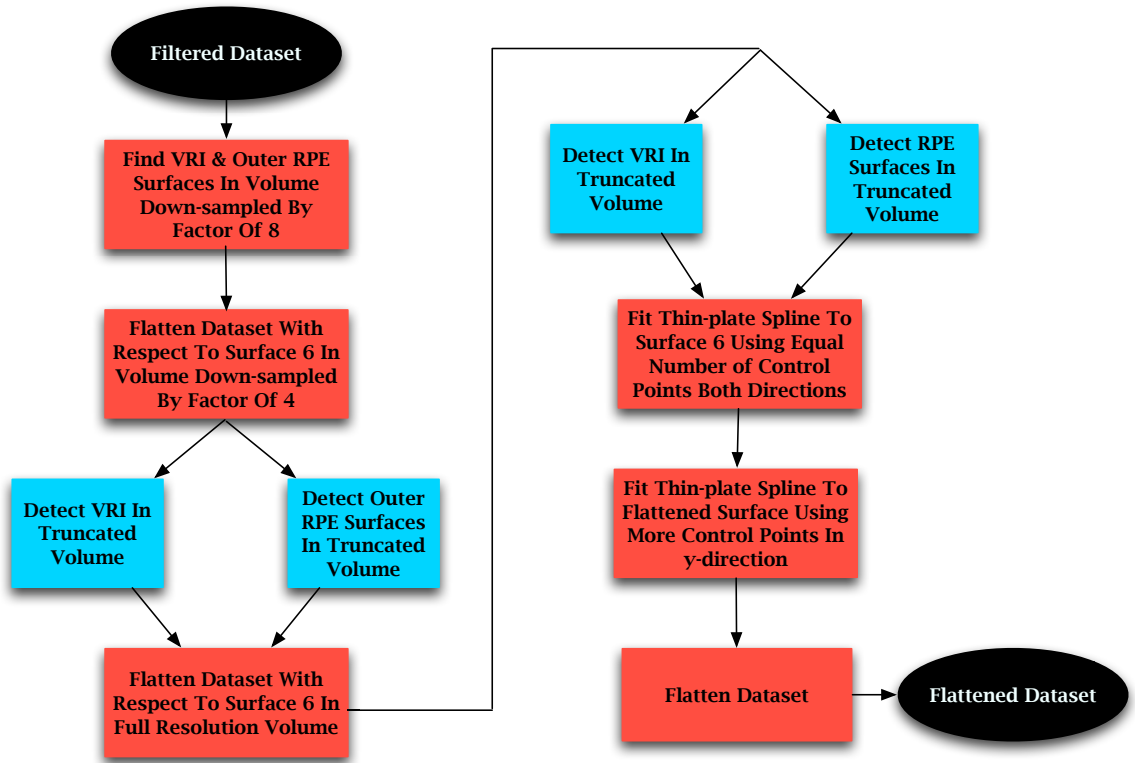 Filtered Dataset
Find VRI & Outer RPE
Surfaces In Volume
Down-sampled By
Factor Of 8
Flatten Dataset With
Respect To Surface 6 In
Volume Down-sampled
By Factor Of 4
Detect VRI In
Truncated
Volume
Detect Outer
RPE Surfaces
In Truncated
Volume
Flatten Dataset With
Respect To Surface 6 In
Full Resolution Volume
Detect VRI In
Truncated
Volume
Detect RPE
Surfaces In
Truncated
Volume
Fit Thin-plate Spline To
Surface 6 Using Equal
Number of Control
Points Both Directions
Fit Thin-plate Spline To
Flattened Surface Using
More Control Points In
y-direction
Flatten Dataset
Flattened Dataset